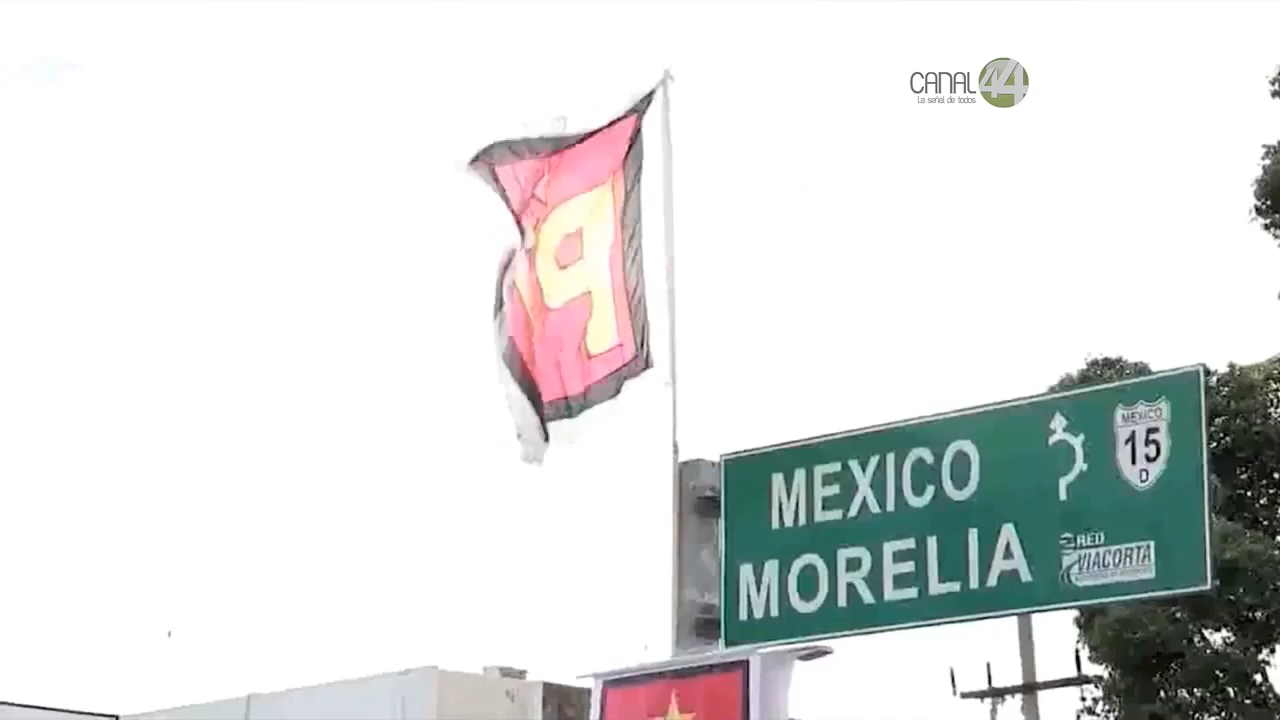 CANAL 44
La señal de todos
P
MEXICO
MORELIA
MEXICO
15
D
RED
VIACORTA